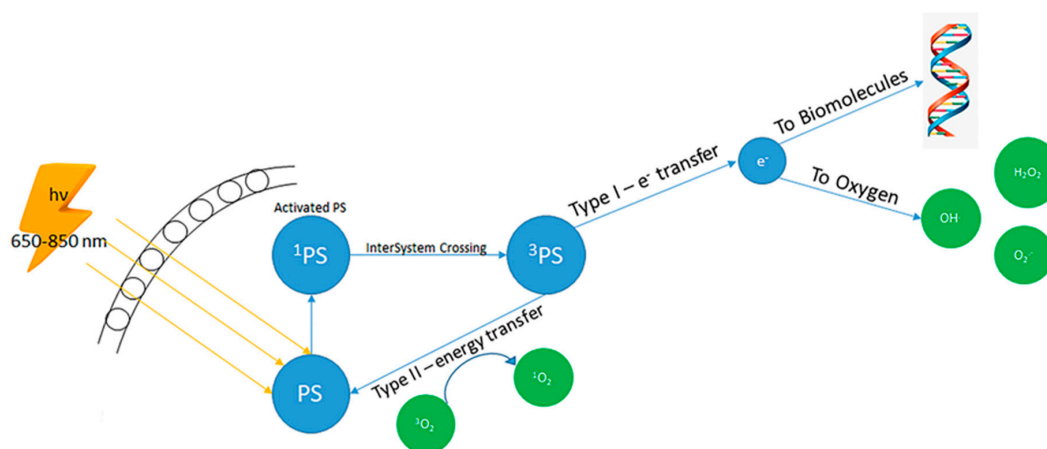 hν
650-850 nm
Activated PS
¹PS
InterSystem Crossing
³PS
PS
Type II – energy transfer
³O₂
¹O₂
Type I – e⁻ transfer
e⁻
To Biomolecules
To Oxygen
OH
H₂O₂
O₂·⁻